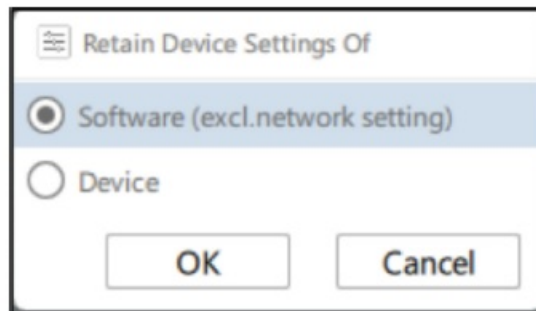 Retain Device Settings Of
Software (excl.network setting)
Device
OK
Cancel